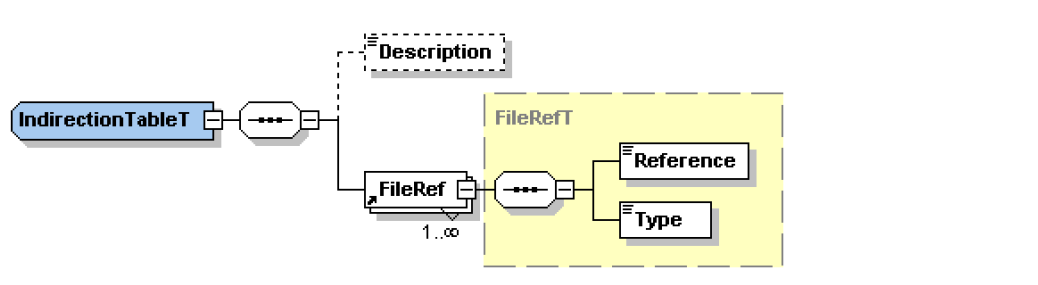 Description
IndirectionTableT
FileRefT
Reference
FileRef
Type
1..∞